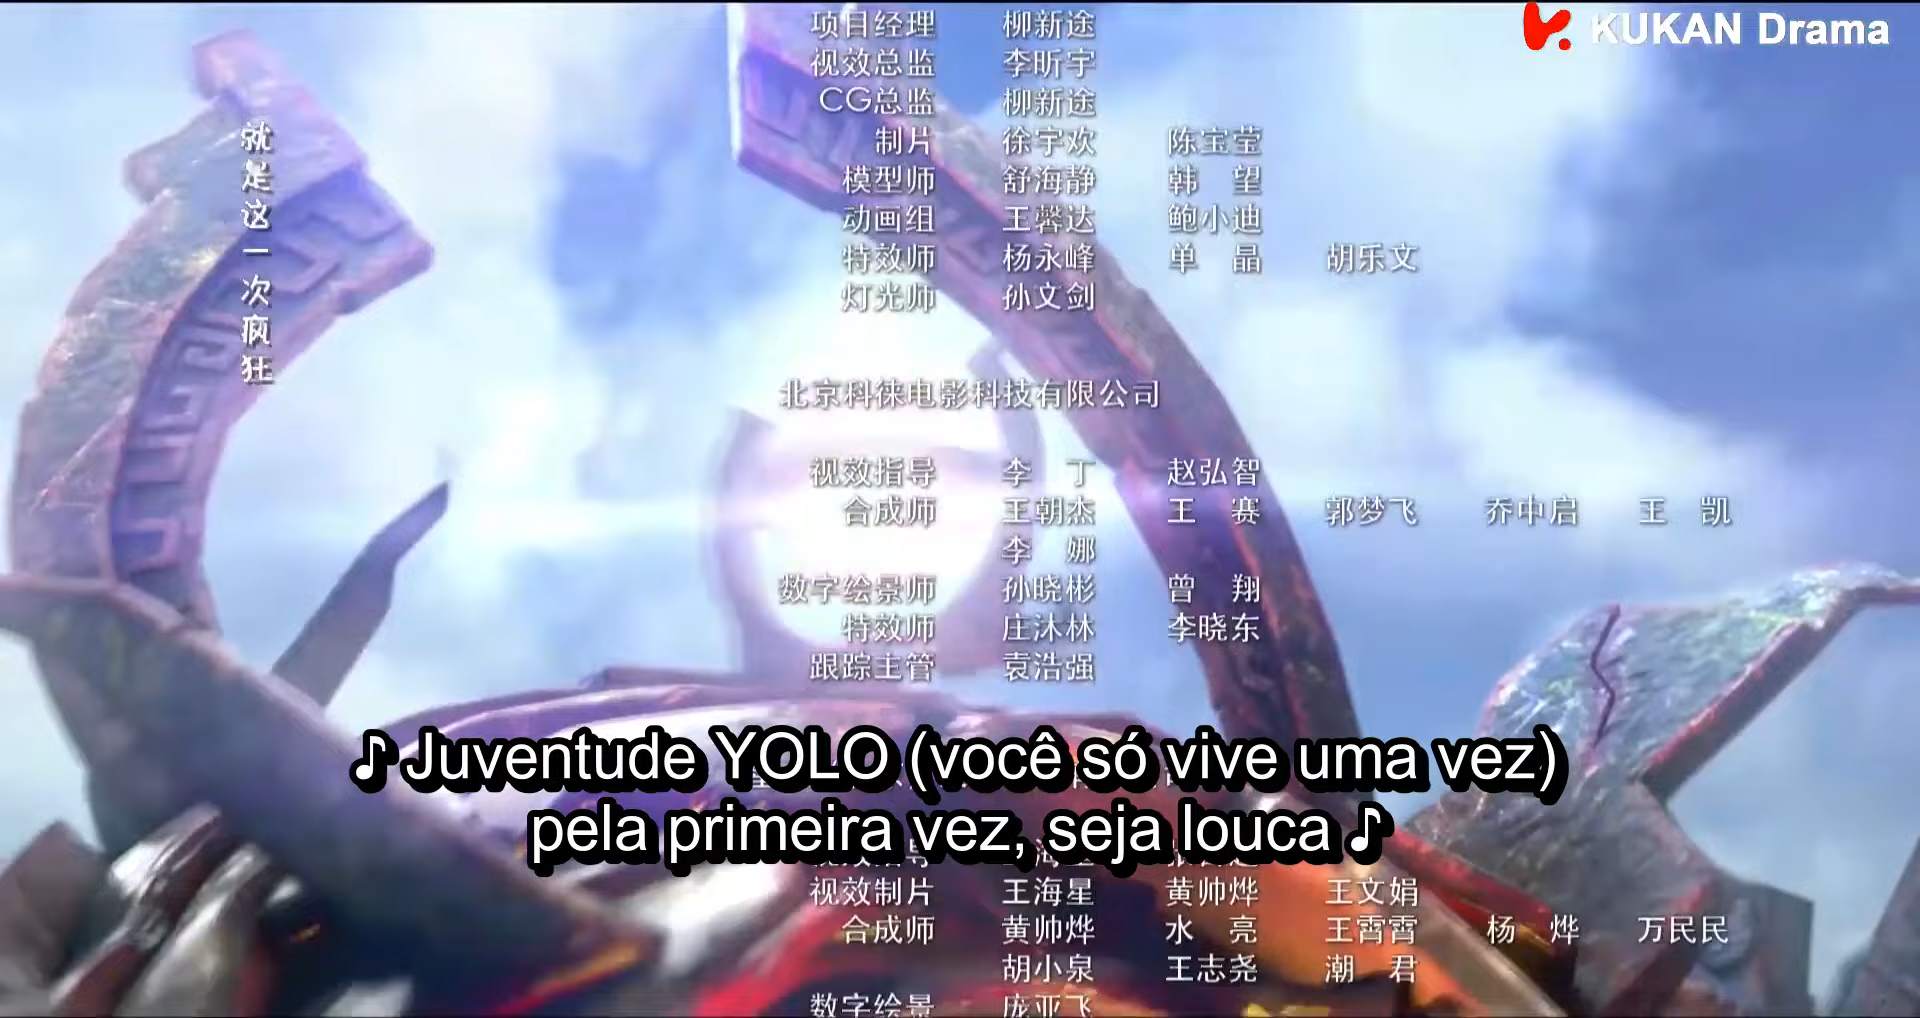 KUKAN Drama
就是这一次疯狂
项目经理 柳新途
视效总监 李昕宇
CG总监 柳新途
制片 徐宇欢 陈宝莹
模型师 舒海静 韩 望
动画组 王馨达 鲍小迪
特效师 杨永峰 单 晶 胡乐文
灯光师 孙文剑
北京科徕电影科技有限公司
视效指导 李 丁 赵弘智
合成师 王朝杰 王 赛 郭梦飞 乔中启 王 凯
李 娜
数字绘景师 孙晓彬 曾 翔
特效师 庄沐林 李晓东
跟踪主管 袁浩强
♪ Juventude YOLO (você só vive uma vez)
pela primeira vez, seja louca ♪
视效制片 王海星 黄帅烨 王文娟
合成师 黄帅烨 水 亮 王霄霄 杨 烨 万民民
胡小泉 王志尧 潮 君
数字绘景 庞亚飞